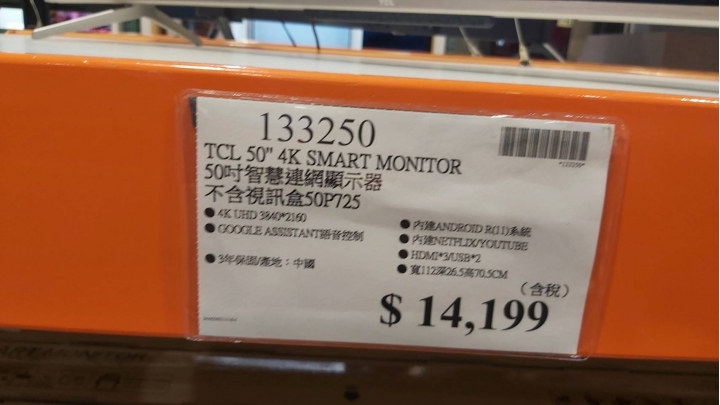 TCL
133250
TCL 50" 4K SMART MONITOR
50吋智慧連網顯示器
不含視訊盒50P725
● 4K UHD 3840*2160
● GOOGLE ASSISTANT語音控制
● 3年保固/產地：中國
● 內建ANDROID R(11)系統
● 內建NETFLIX/YOUTUBE
● HDMI*3/USB*2
● 寬112深26.5高70.5CM
（含稅）
$ 14,199
MONITOR